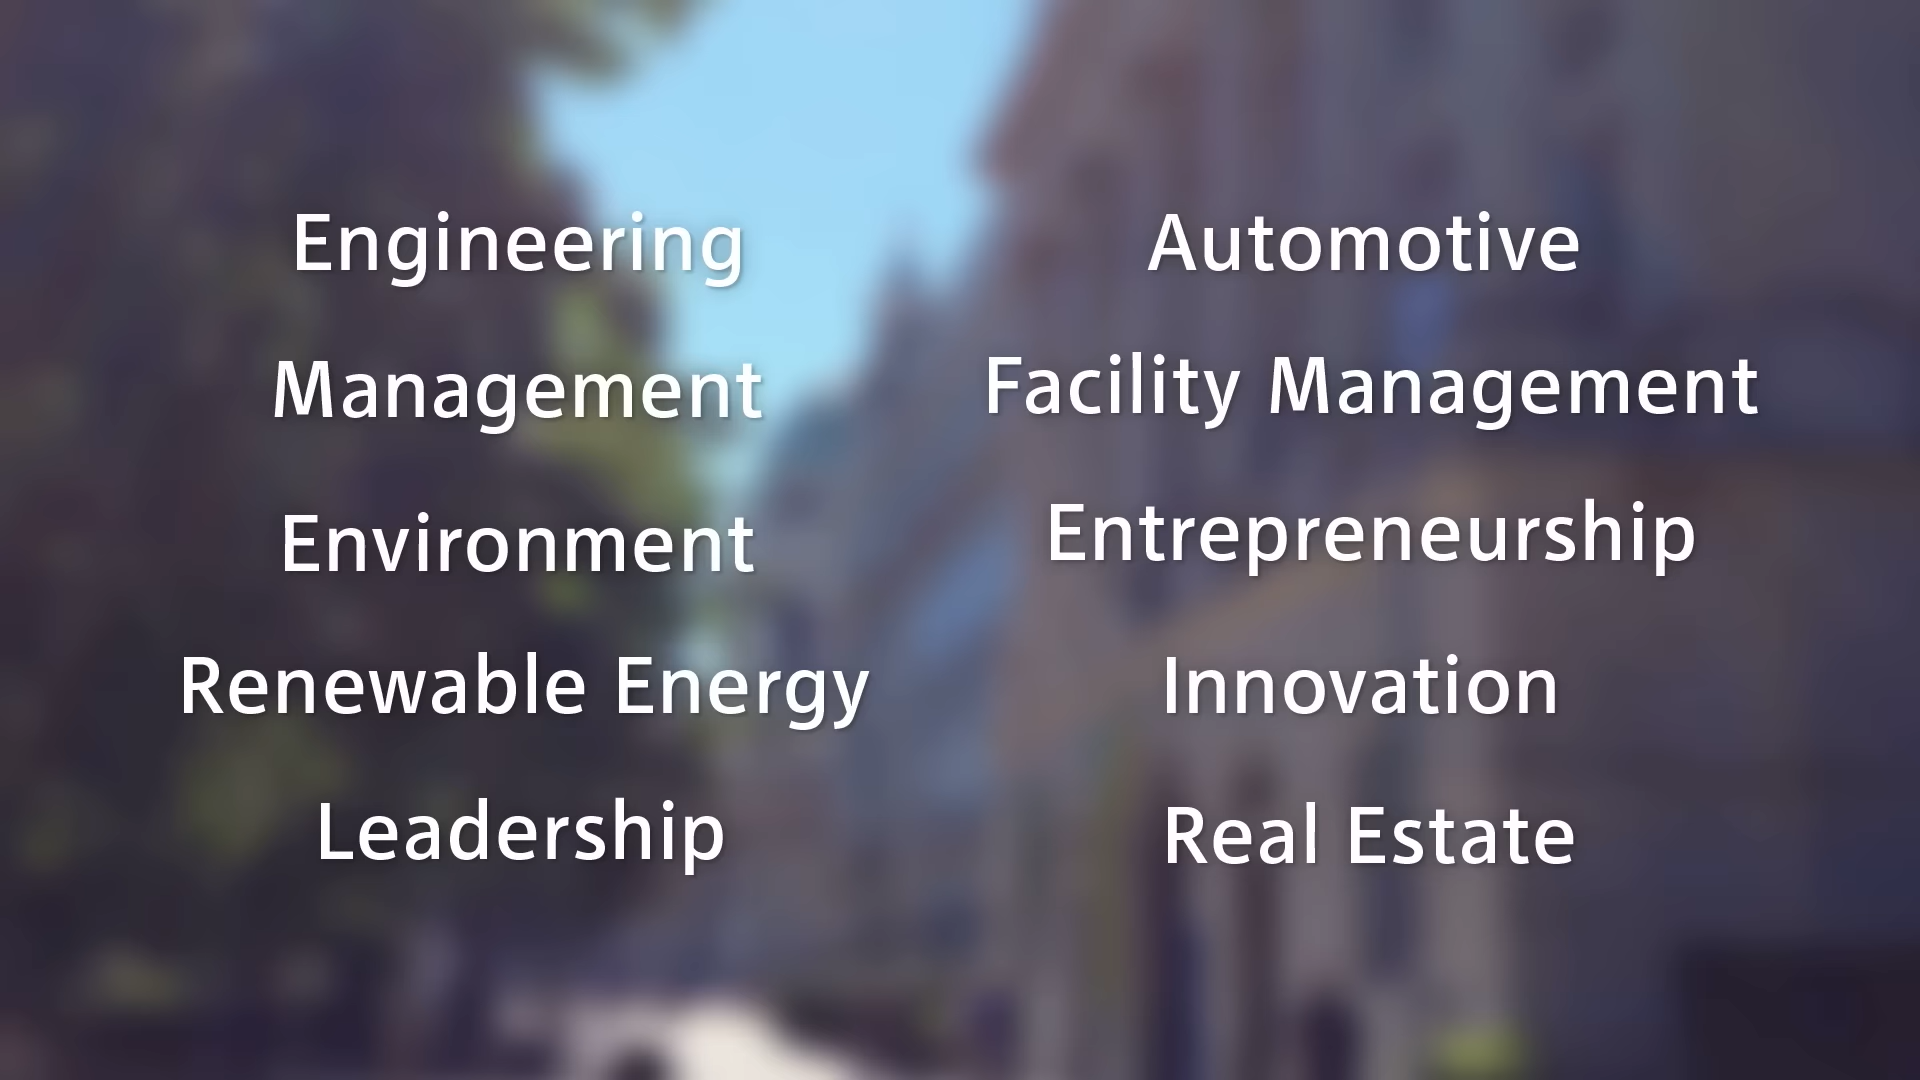 Engineering
Management
Environment
Renewable Energy
Leadership
Automotive
Facility Management
Entrepreneurship
Innovation
Real Estate